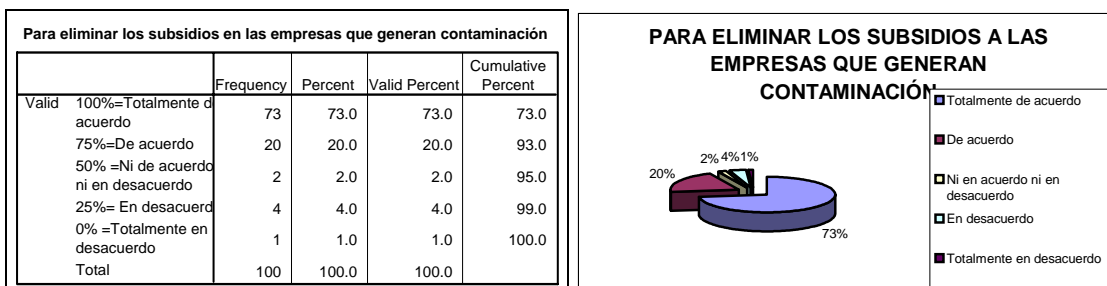 Para eliminar los subsidios en las empresas que generan contaminación
Cumulative
Frequency Percent Valid Percent Percent
Valid 100%=Totalmente d
acuerdo
73 73.0 73.0 73.0
75%=De acuerdo 20 20.0 20.0 93.0
50% =Ni de acuerdo
ni en desacuerdo
2 2.0 2.0 95.0
25%= En desacuerd 4 4.0 4.0 99.0
0% =Totalmente en
desacuerdo
1 1.0 1.0 100.0
Total 100 100.0 100.0
PARA ELIMINAR LOS SUBSIDIOS A LAS
EMPRESAS QUE GENERAN
CONTAMINACIÓN
2% 4% 1%
20%
73%
Totalmente de acuerdo
De acuerdo
Ni en acuerdo ni en
desacuerdo
En desacuerdo
Totalmente en desacuerdo